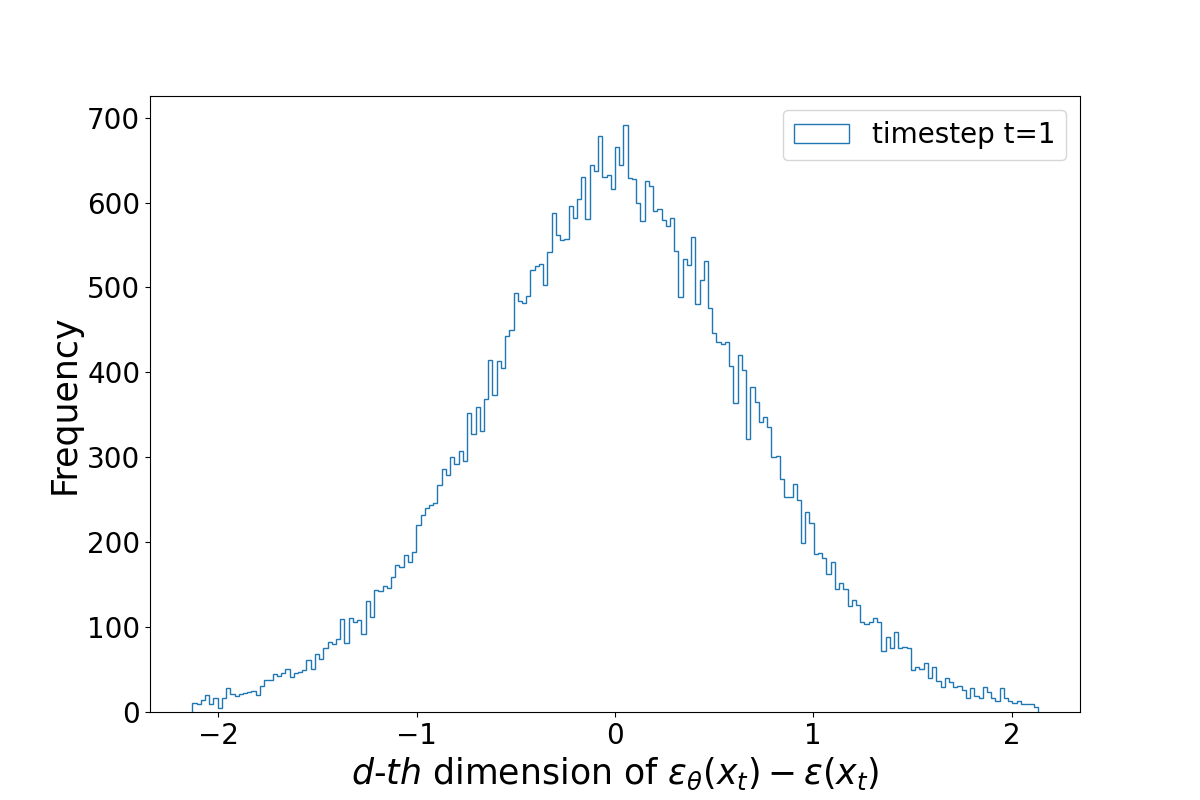 timestep t=1
Frequency
700
600
500
400
300
200
100
0
−2 −1 0 1 2
d-th dimension of εθ(xt) − ε(xt)